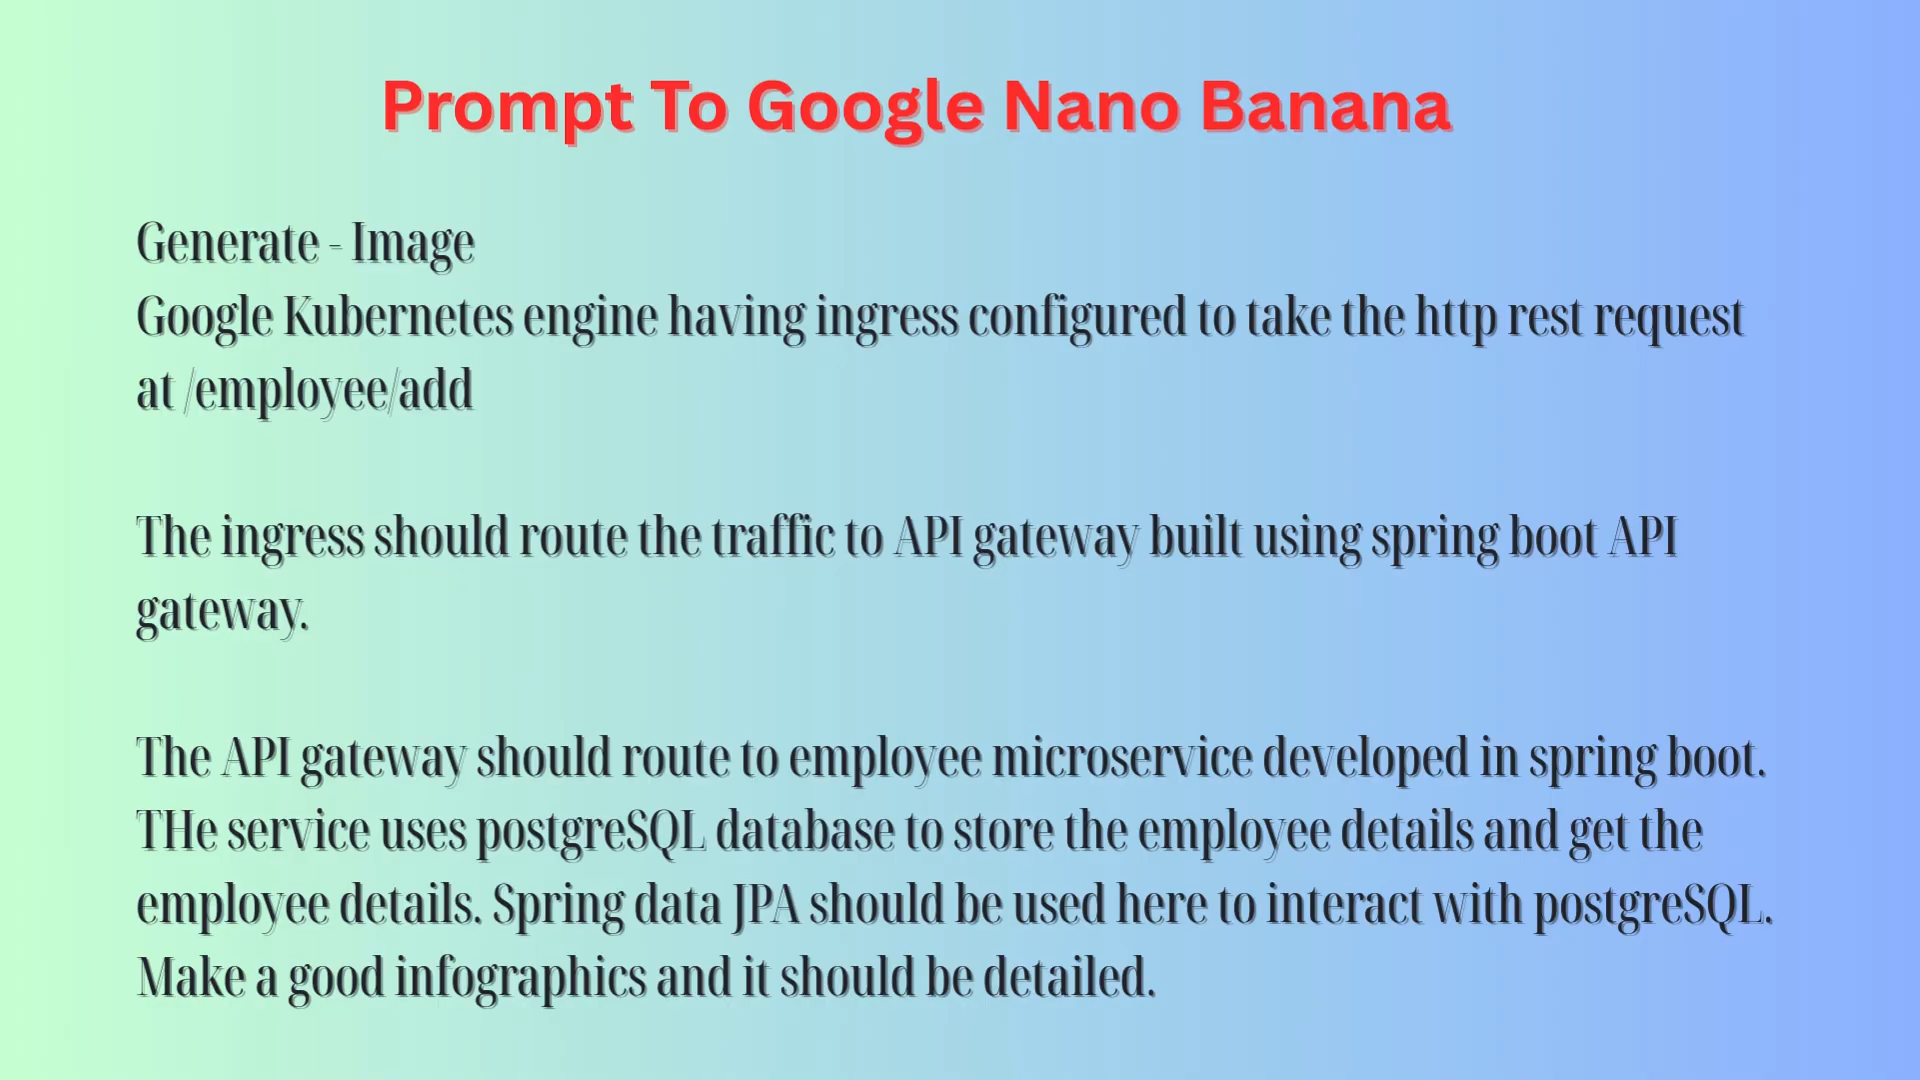 Prompt To Google Nano Banana
Generate - Image
Google Kubernetes engine having ingress configured to take the http rest request
at /employee/add
The ingress should route the traffic to API gateway built using spring boot API
gateway.
The API gateway should route to employee microservice developed in spring boot.
THe service uses postgreSQL database to store the employee details and get the
employee details. Spring data JPA should be used here to interact with postgreSQL.
Make a good infographics and it should be detailed.